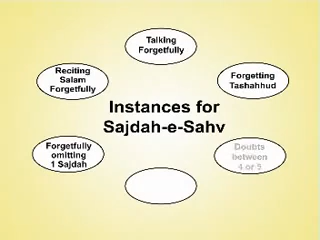 Talking
Forgetfully
Reciting
Salam
Forgetfully
Forgetting
Tashahhud
Instances for
Sajdah-e-Sahv
Forgetfully
omitting
1 Sajdah
Doubts
between
4 or 5